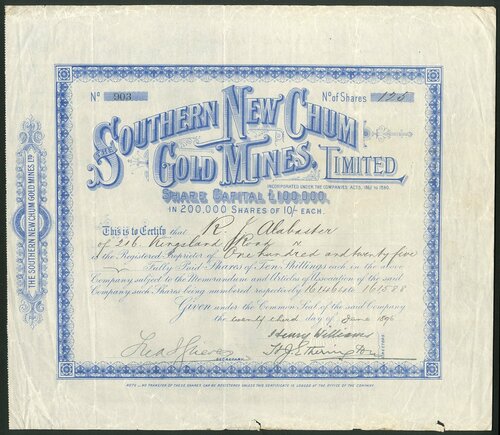 No 903
No of Shares 125
SOUTHERN NEW CHUM
GOLD MINES, LIMITED
INCORPORATED UNDER THE COMPANIES' ACTS, 1862 TO 1890.
SHARE CAPITAL £100,000,
IN 200,000 SHARES OF 10/- EACH.
This is to Certify that R. J. Alabaster
of 216 Kingsland Road
is the Registered Proprietor of One hundred and twenty five
Fully Paid Shares of Ten Shillings each in the above
Company subject to the Memorandum and Articles of Association of the said
Company such Shares being numbered respectively 161464 161588
Given under the Common Seal of the said Company
the twenty third day of June 1896
Henry Williams
SECRETARY
DIRECTORS
NOTE.— NO TRANSFER OF THESE SHARES CAN BE REGISTERED UNLESS THIS CERTIFICATE IS LODGED AT THE OFFICE OF THE COMPANY.
THE SOUTHERN NEW CHUM GOLD MINES, LD.